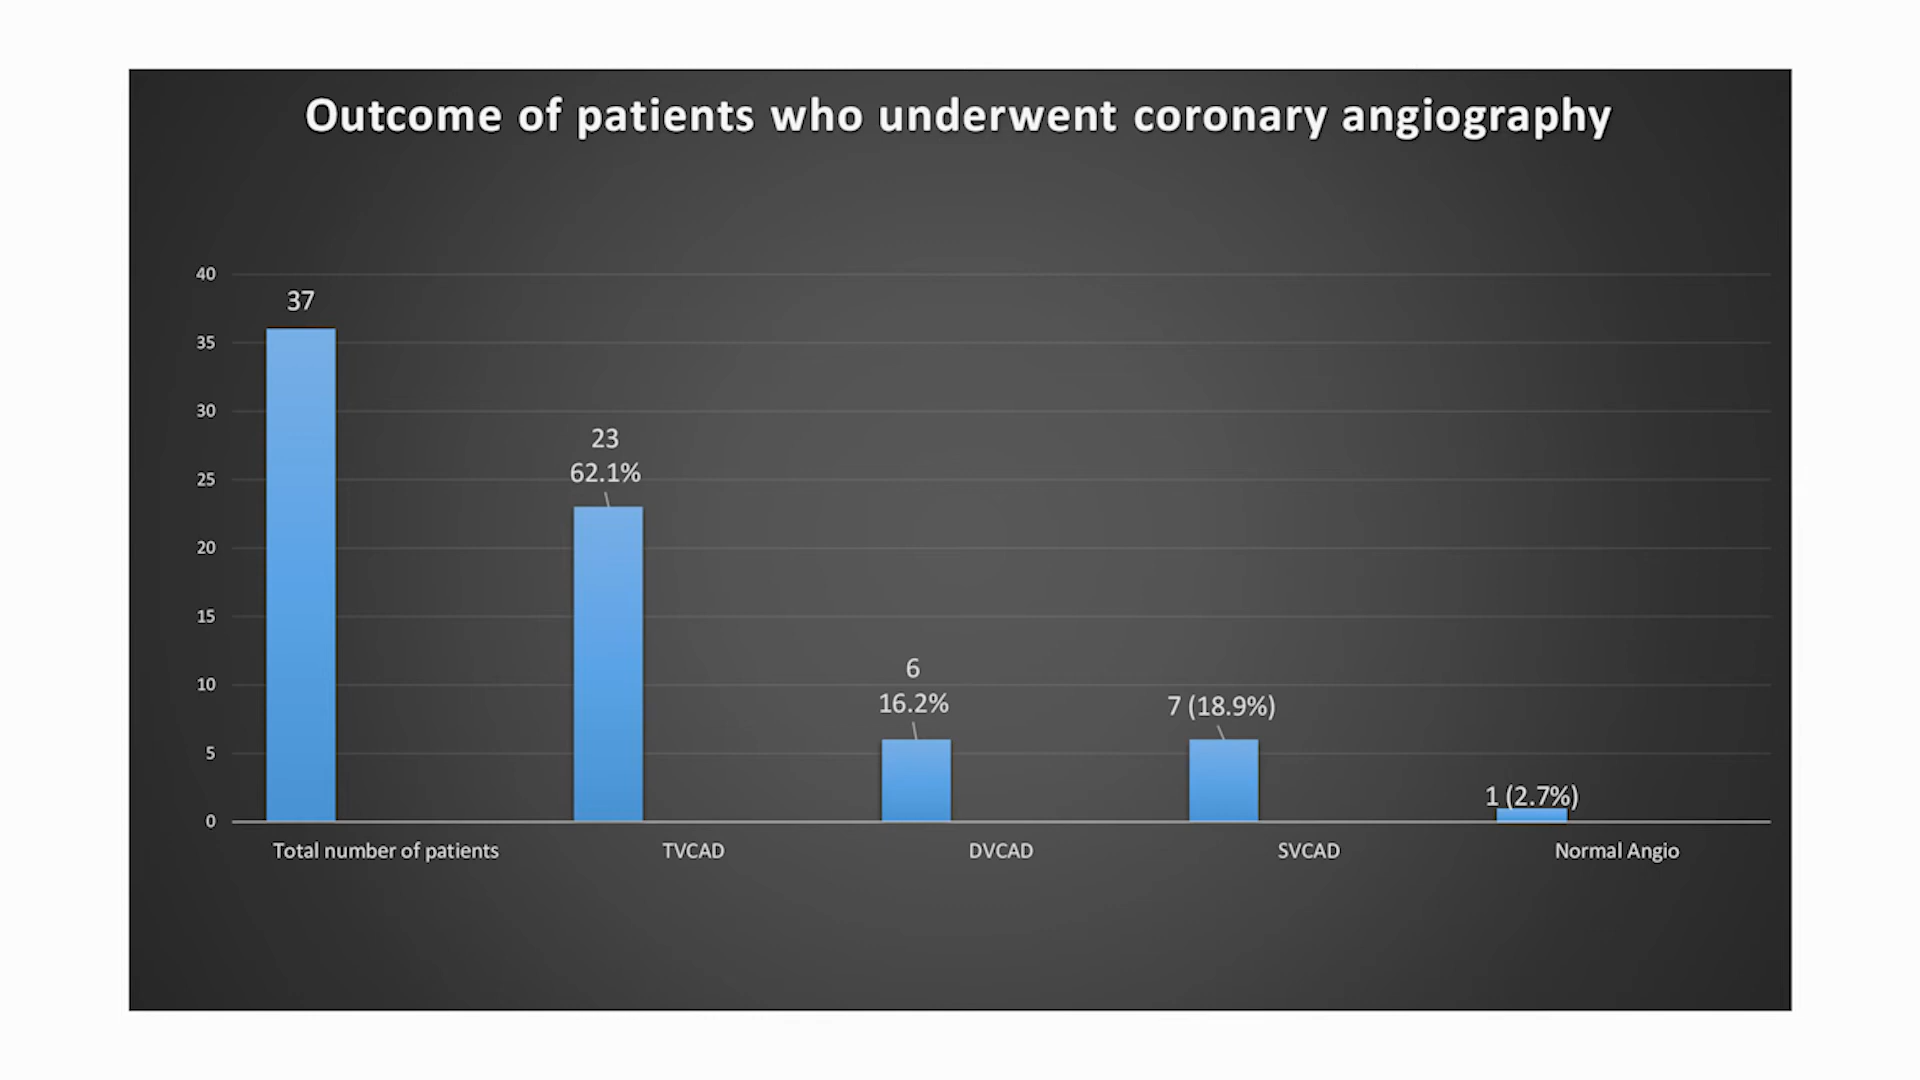 Outcome of patients who underwent coronary angiography
40
35
30
25
20
15
10
5
0
37
23
62.1%
6
16.2%
7 (18.9%)
1 (2.7%)
Total number of patients
TVCAD
DVCAD
SVCAD
Normal Angio